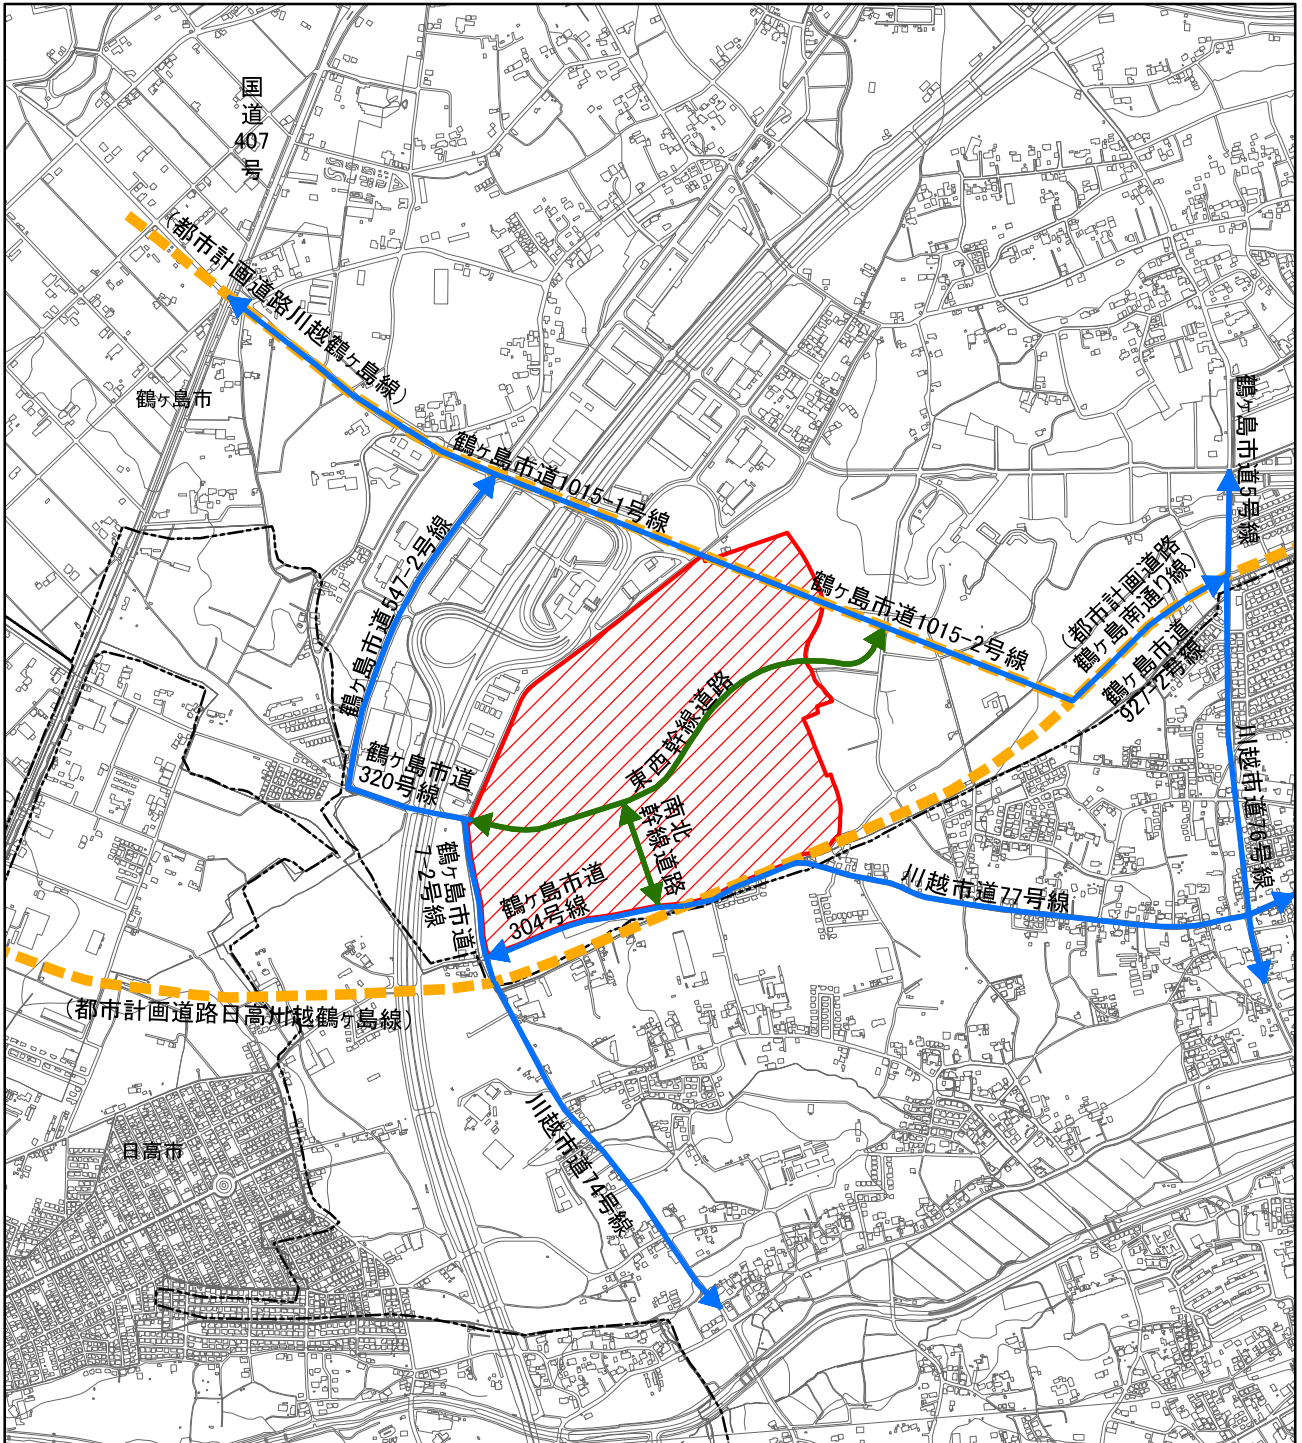 国道407号
(都市計画道路川越鶴ヶ島線)
鶴ヶ島市
鶴ヶ島市道1015-1号線
鶴ヶ島市道5号線
鶴ヶ島市道547-2号線
鶴ヶ島市道1015-2号線
(都市計画道路
鶴ヶ島南通り線)
鶴ヶ島市道
927-2号線
東西幹線道路
鶴ヶ島市道
320号線
川越市道76号線
南北
幹線道路
鶴ヶ島市道
7-2号線
鶴ヶ島市道
304号線
川越市道77号線
(都市計画道路日高川越鶴ヶ島線)
川越市道74号線
日高市